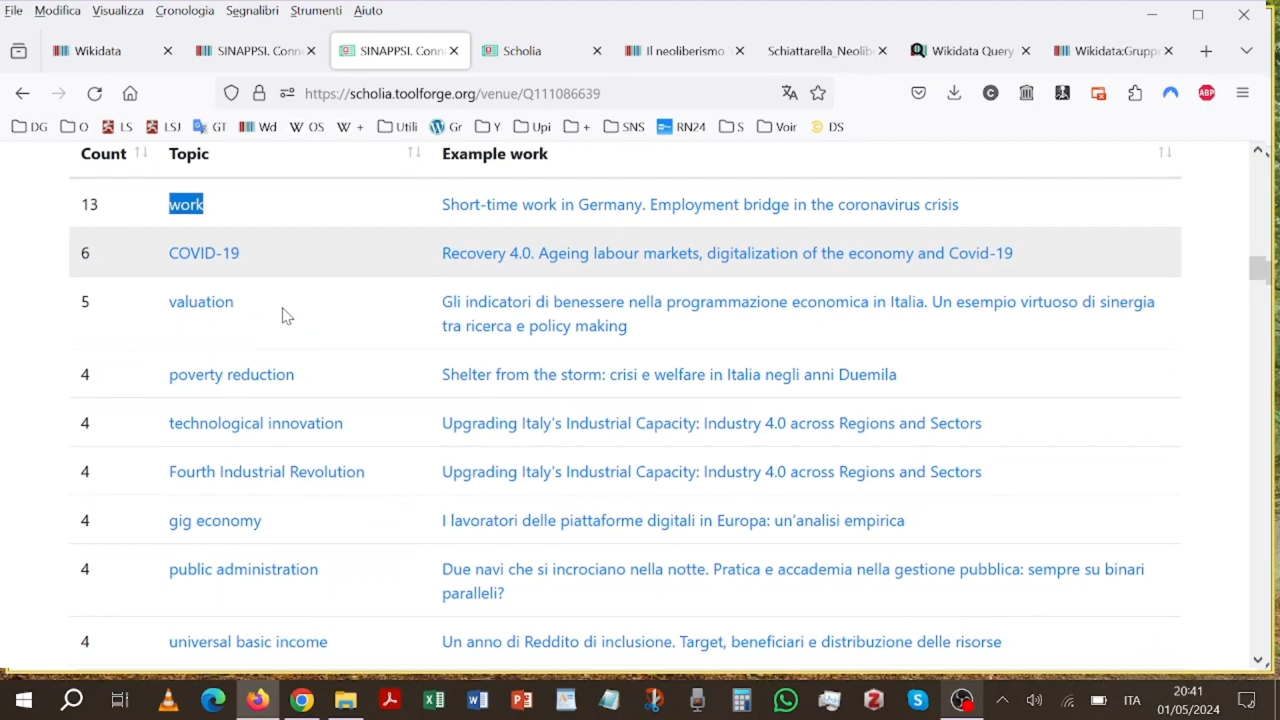 File Modifica Visualizza Cronologia Segnalibri Strumenti Aiuto
Wikidata
SINAPPSI. Conn
SINAPPSI. Conn
Scholia
Il neoliberismo
Schiattarella_Neolib
Wikidata Query
Wikidata:Grupp
https://scholia.toolforge.org/venue/Q111086639
DG O LS LSJ GT Wd OS + Utili Gr Y Upi + SNS RN24 S Voir DS
Count Topic Example work
13 work Short-time work in Germany. Employment bridge in the coronavirus crisis
6 COVID-19 Recovery 4.0. Ageing labour markets, digitalization of the economy and Covid-19
5 valuation Gli indicatori di benessere nella programmazione economica in Italia. Un esempio virtuoso di sinergia
tra ricerca e policy making
4 poverty reduction Shelter from the storm: crisi e welfare in Italia negli anni Duemila
4 technological innovation Upgrading Italy's Industrial Capacity: Industry 4.0 across Regions and Sectors
4 Fourth Industrial Revolution Upgrading Italy's Industrial Capacity: Industry 4.0 across Regions and Sectors
4 gig economy I lavoratori delle piattaforme digitali in Europa: un'analisi empirica
4 public administration Due navi che si incrociano nella notte. Pratica e accademia nella gestione pubblica: sempre su binari
paralleli?
4 universal basic income Un anno di Reddito di inclusione. Target, beneficiari e distribuzione delle risorse
ITA
20:41
01/05/2024